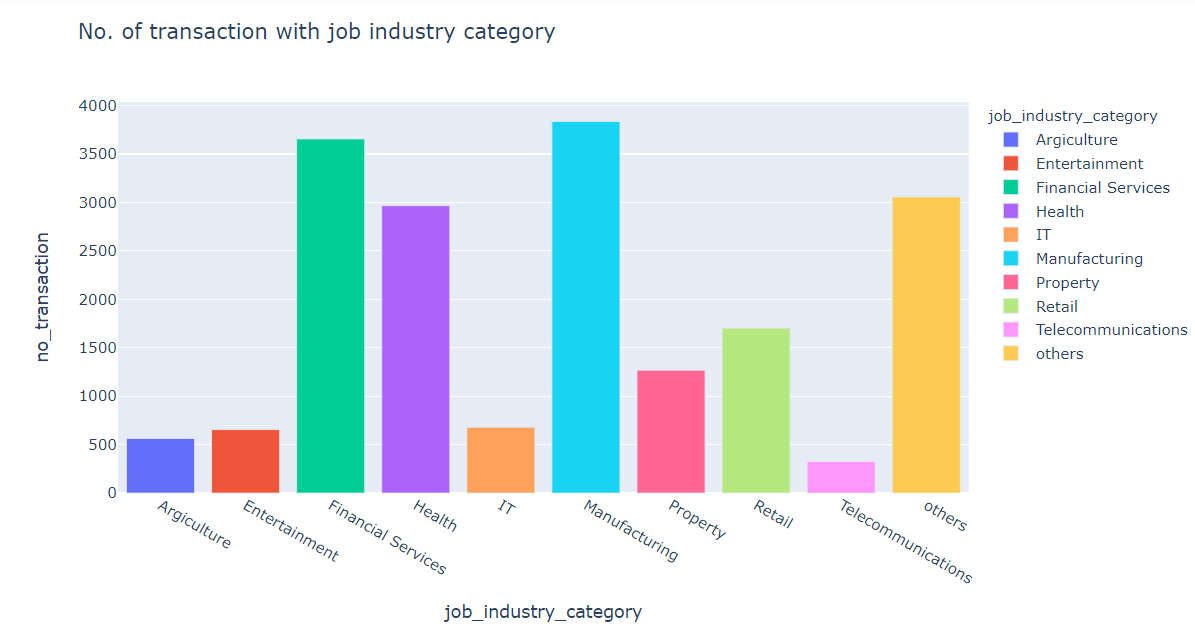 No. of transaction with job industry category
4000
3500
3000
2500
2000
1500
1000
500
0
no_transaction
Argiculture
Entertainment
Financial Services
Health
IT
Manufacturing
Property
Retail
Telecommunications
others
job_industry_category
job_industry_category
Argiculture
Entertainment
Financial Services
Health
IT
Manufacturing
Property
Retail
Telecommunications
others